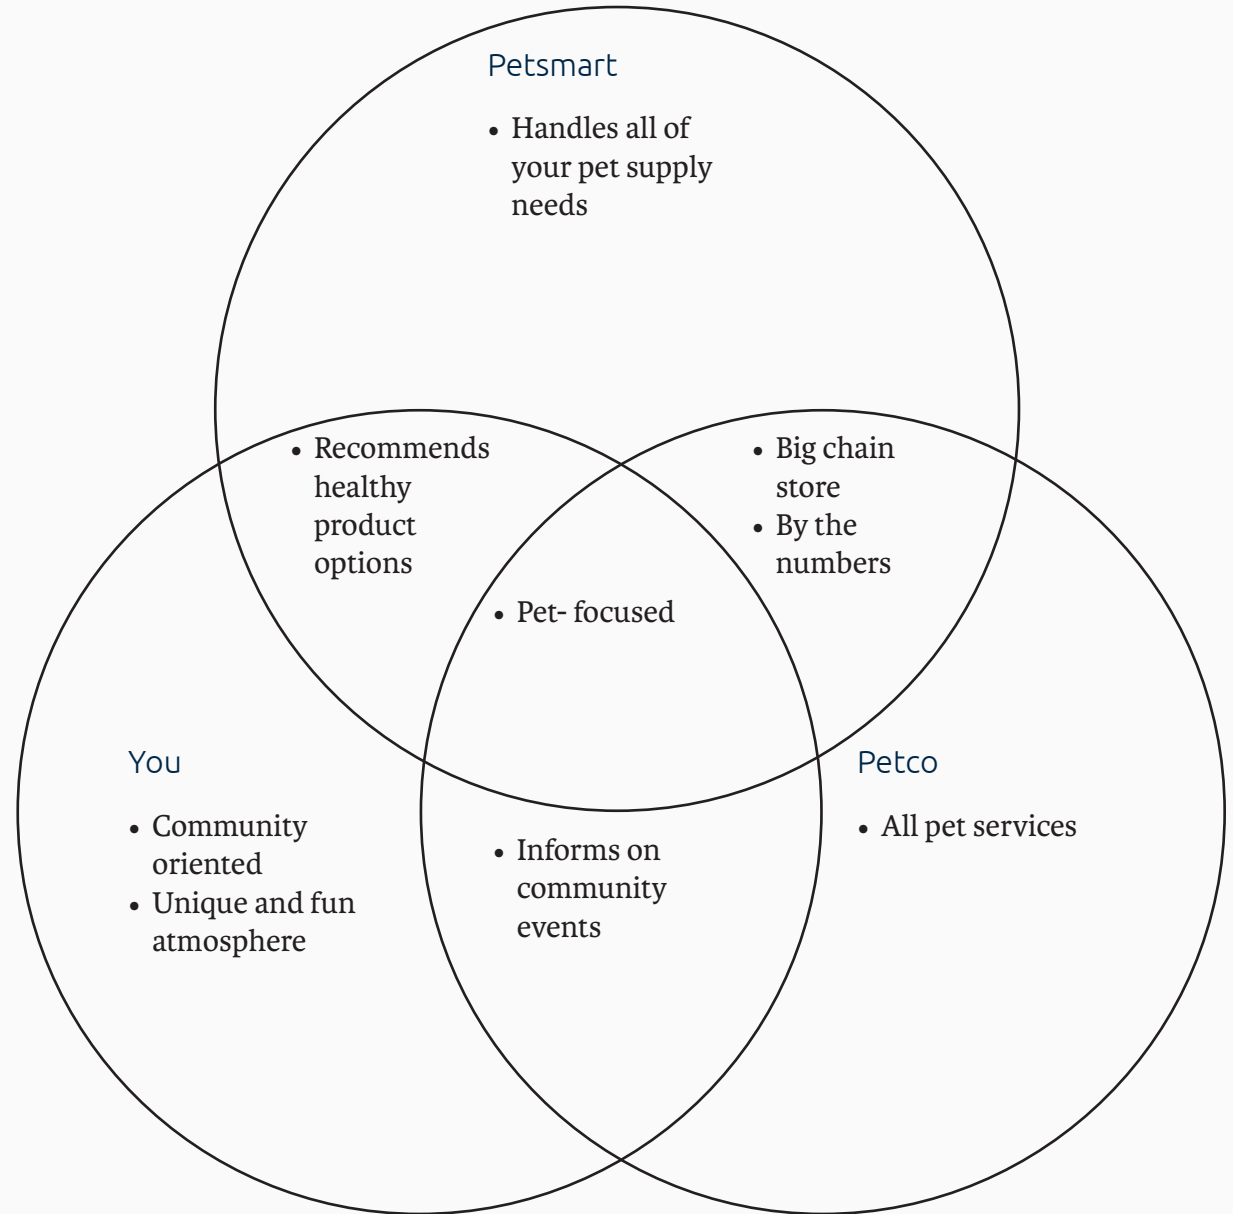 Petsmart
• Handles all of
your pet supply
needs
• Recommends
healthy
product
options
• Big chain
store
• By the
numbers
• Pet- focused
You
• Community
oriented
• Unique and fun
atmosphere
• Informs on
community
events
Petco
• All pet services